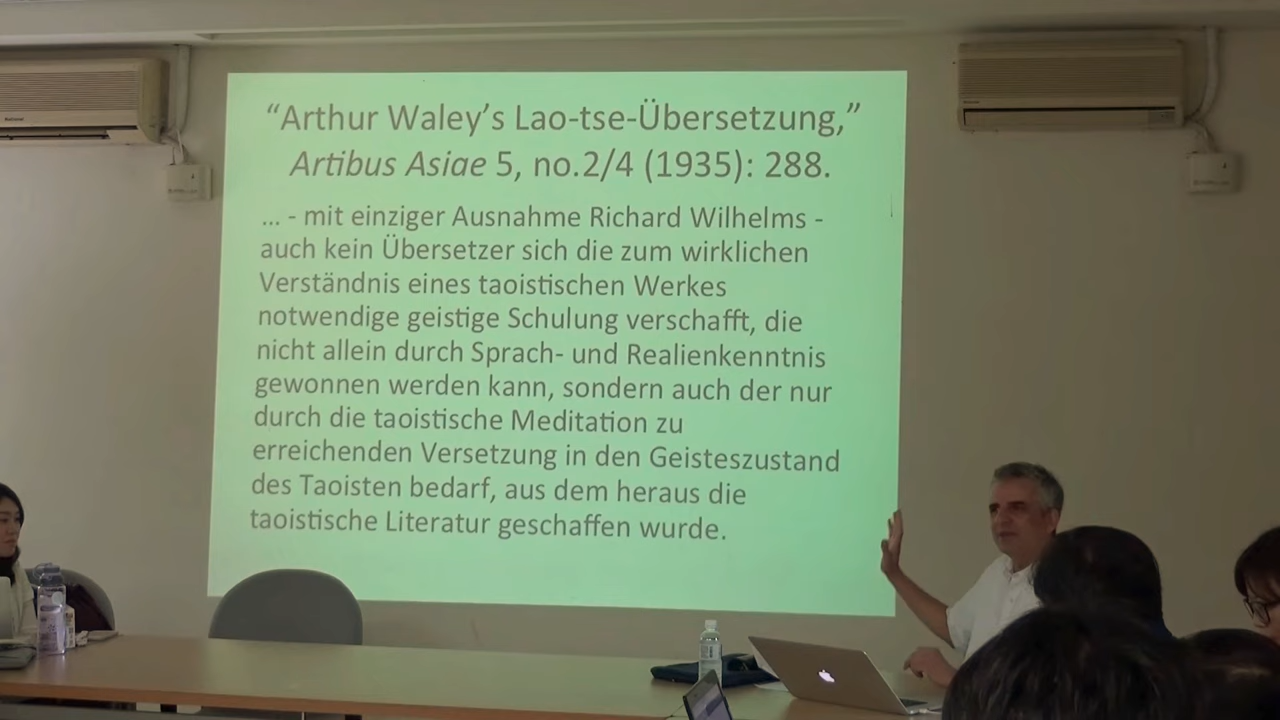 “Arthur Waley’s Lao-tse-Übersetzung,”
Artibus Asiae 5, no.2/4 (1935): 288.
... - mit einziger Ausnahme Richard Wilhelms -
auch kein Übersetzer sich die zum wirklichen
Verständnis eines taoistischen Werkes
notwendige geistige Schulung verschafft, die
nicht allein durch Sprach- und Realienkenntnis
gewonnen werden kann, sondern auch der nur
durch die taoistische Meditation zu
erreichenden Versetzung in den Geisteszustand
des Taoisten bedarf, aus dem heraus die
taoistische Literatur geschaffen wurde.